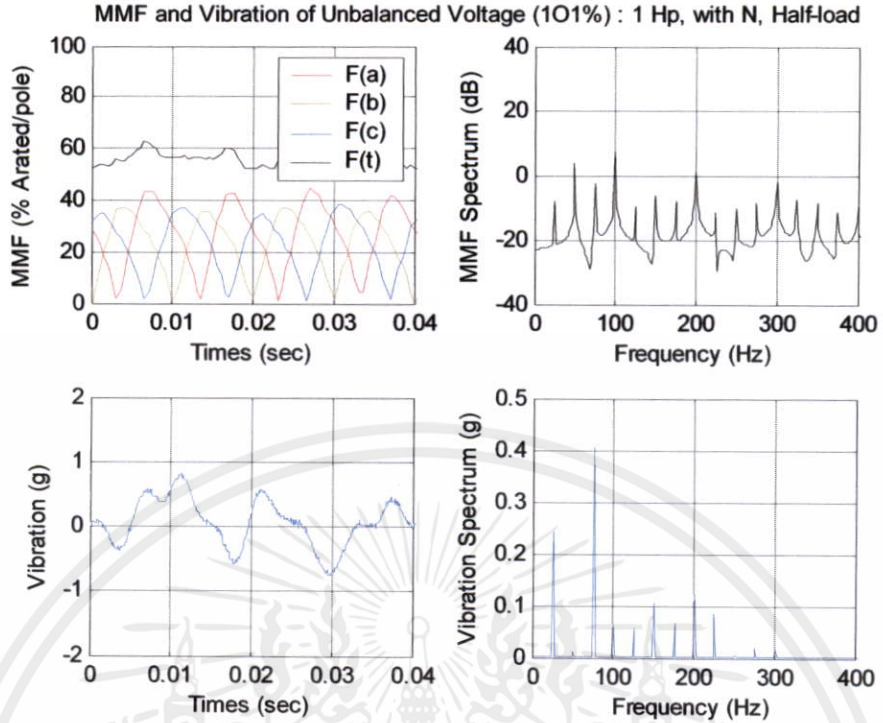 MMF and Vibration of Unbalanced Voltage (1O1%) : 1 Hp, with N, Half-load
MMF (% Arated/pole)
100
80
60
40
20
0
F(a)
F(b)
F(c)
F(t)
0 0.01 0.02 0.03 0.04
Times (sec)
MMF Spectrum (dB)
40
20
0
-20
-40
0 100 200 300 400
Frequency (Hz)
Vibration (g)
2
1
0
-1
-2
0 0.01 0.02 0.03 0.04
Times (sec)
Vibration Spectrum (g)
0.5
0.4
0.3
0.2
0.1
0
0 100 200 300 400
Frequency (Hz)